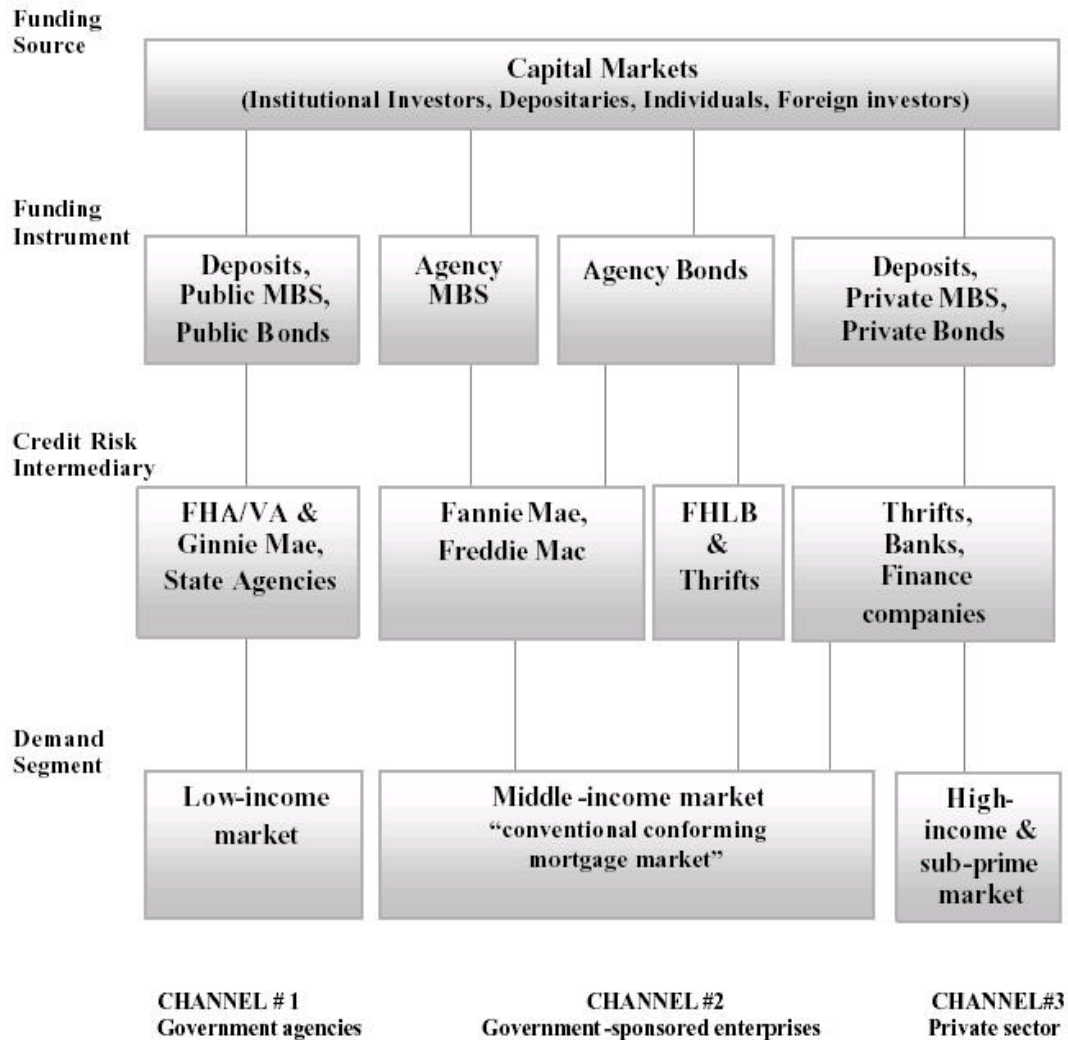 Funding
Source
Capital Markets
(Institutional Investors, Depositaries, Individuals, Foreign investors)
Funding
Instrument
Deposits,
Public MBS,
Public Bonds
Agency
MBS
Agency Bonds
Deposits,
Private MBS,
Private Bonds
Credit Risk
Intermediary
FHA/VA &
Ginnie Mae,
State Agencies
Fannie Mae,
Freddie Mac
FHLB
&
Thrifts
Thrifts,
Banks,
Finance
companies
Demand
Segment
Low-income
market
Middle-income market
“conventional conforming
mortgage market”
High-
income &
sub-prime
market
CHANNEL # 1
Government agencies
CHANNEL #2
Government-sponsored enterprises
CHANNEL#3
Private sector